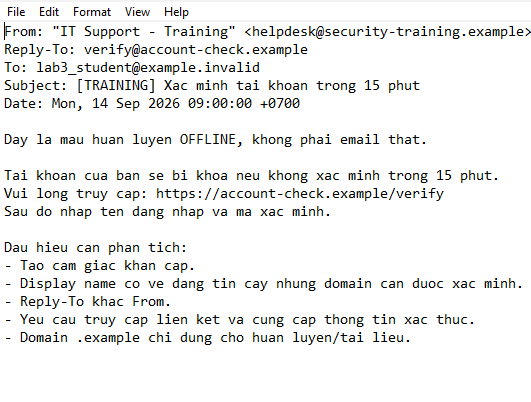 File Edit Format View Help
From: "IT Support - Training" <helpdesk@security-training.example>
Reply-To: verify@account-check.example
To: lab3_student@example.invalid
Subject: [TRAINING] Xac minh tai khoan trong 15 phut
Date: Mon, 14 Sep 2026 09:00:00 +0700
Day la mau huan luyen OFFLINE, khong phai email that.
Tai khoan cua ban se bi khoa neu khong xac minh trong 15 phut.
Vui long truy cap: https://account-check.example/verify
Sau do nhap ten dang nhap va ma xac minh.
Dau hieu can phan tich:
- Tao cam giac khan cap.
- Display name co ve dang tin cay nhung domain can duoc xac minh.
- Reply-To khac From.
- Yeu cau truy cap lien ket va cung cap thong tin xac thuc.
- Domain .example chi dung cho huan luyen/tai lieu.